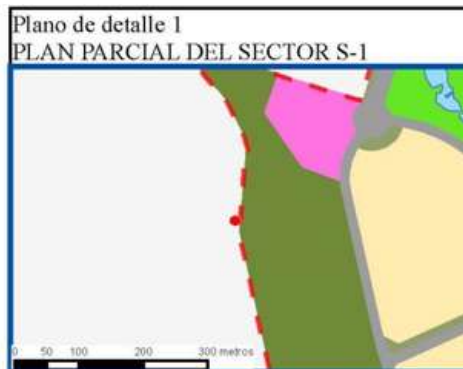 Plano de detalle 1
PLAN PARCIAL DEL SECTOR S-1
0 50 100 200 300 metros